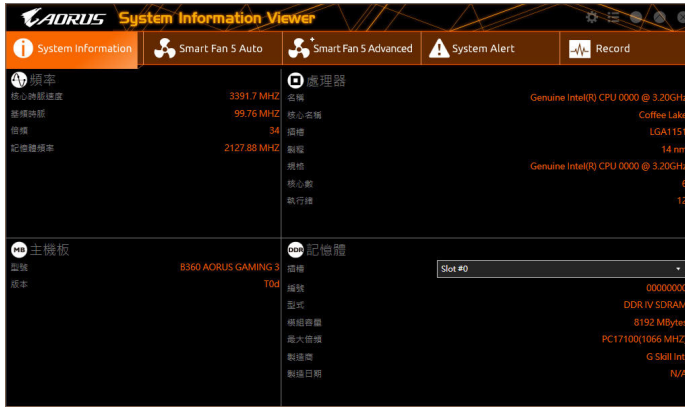 AORUS System Information Viewer
System Information Smart Fan 5 Auto Smart Fan 5 Advanced System Alert Record
頻率
核心時脈速度 3391.7 MHZ
基頻時脈 99.76 MHZ
倍頻 34
記憶體頻率 2127.88 MHZ
處理器
名稱 Genuine Intel(R) CPU 0000 @ 3.20GHz
核心名稱 Coffee Lake
插槽 LGA1151
製程 14 nm
規格 Genuine Intel(R) CPU 0000 @ 3.20GHz
核心數 6
執行緒 12
MB 主機板
型號 B360 AORUS GAMING 3
版本 T0d
DDR 記憶體
插槽 Slot #0
編號 00000000
型式 DDR IV SDRAM
模組容量 8192 MBytes
最大倍頻 PC17100(1066 MHZ)
製造商 G Skill Intl
製造日期 N/A